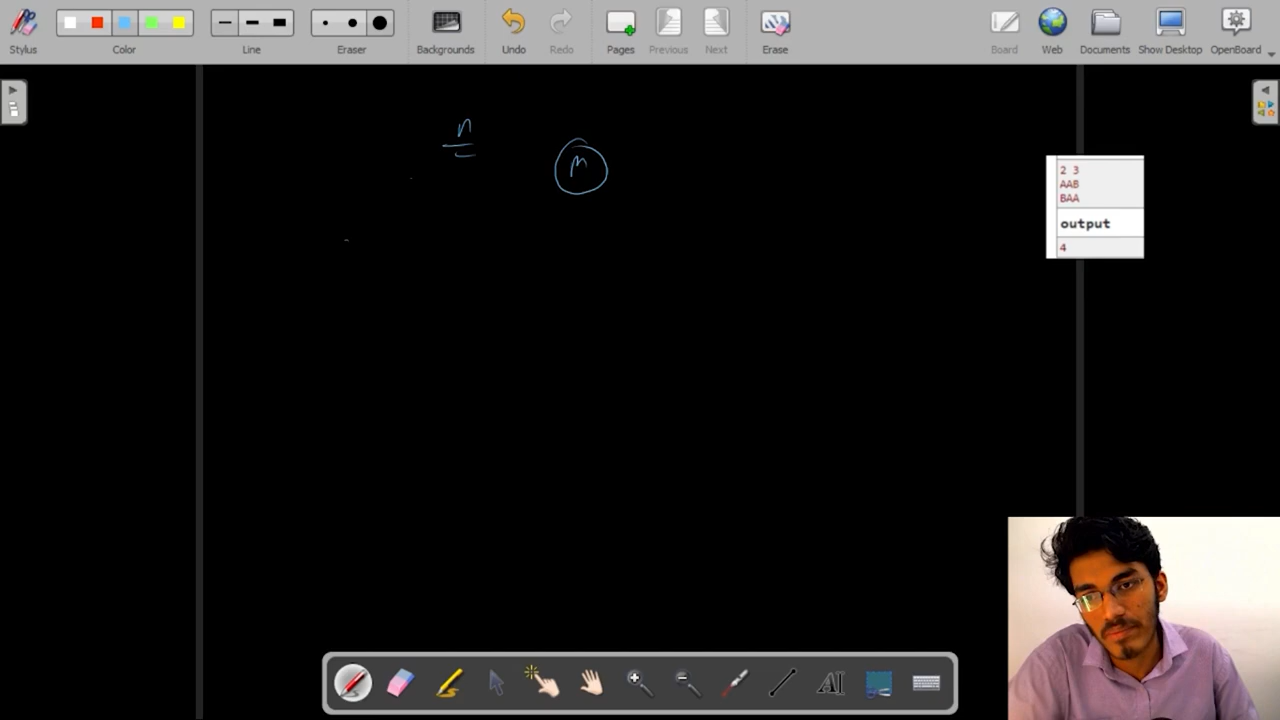 Stylus
Color
Line
Eraser
Backgrounds
Undo
Redo
Pages
Previous
Next
Erase
Board
Web
Documents
Show Desktop
OpenBoard
n
M
2 3
AAB
BAA
output
4
AI